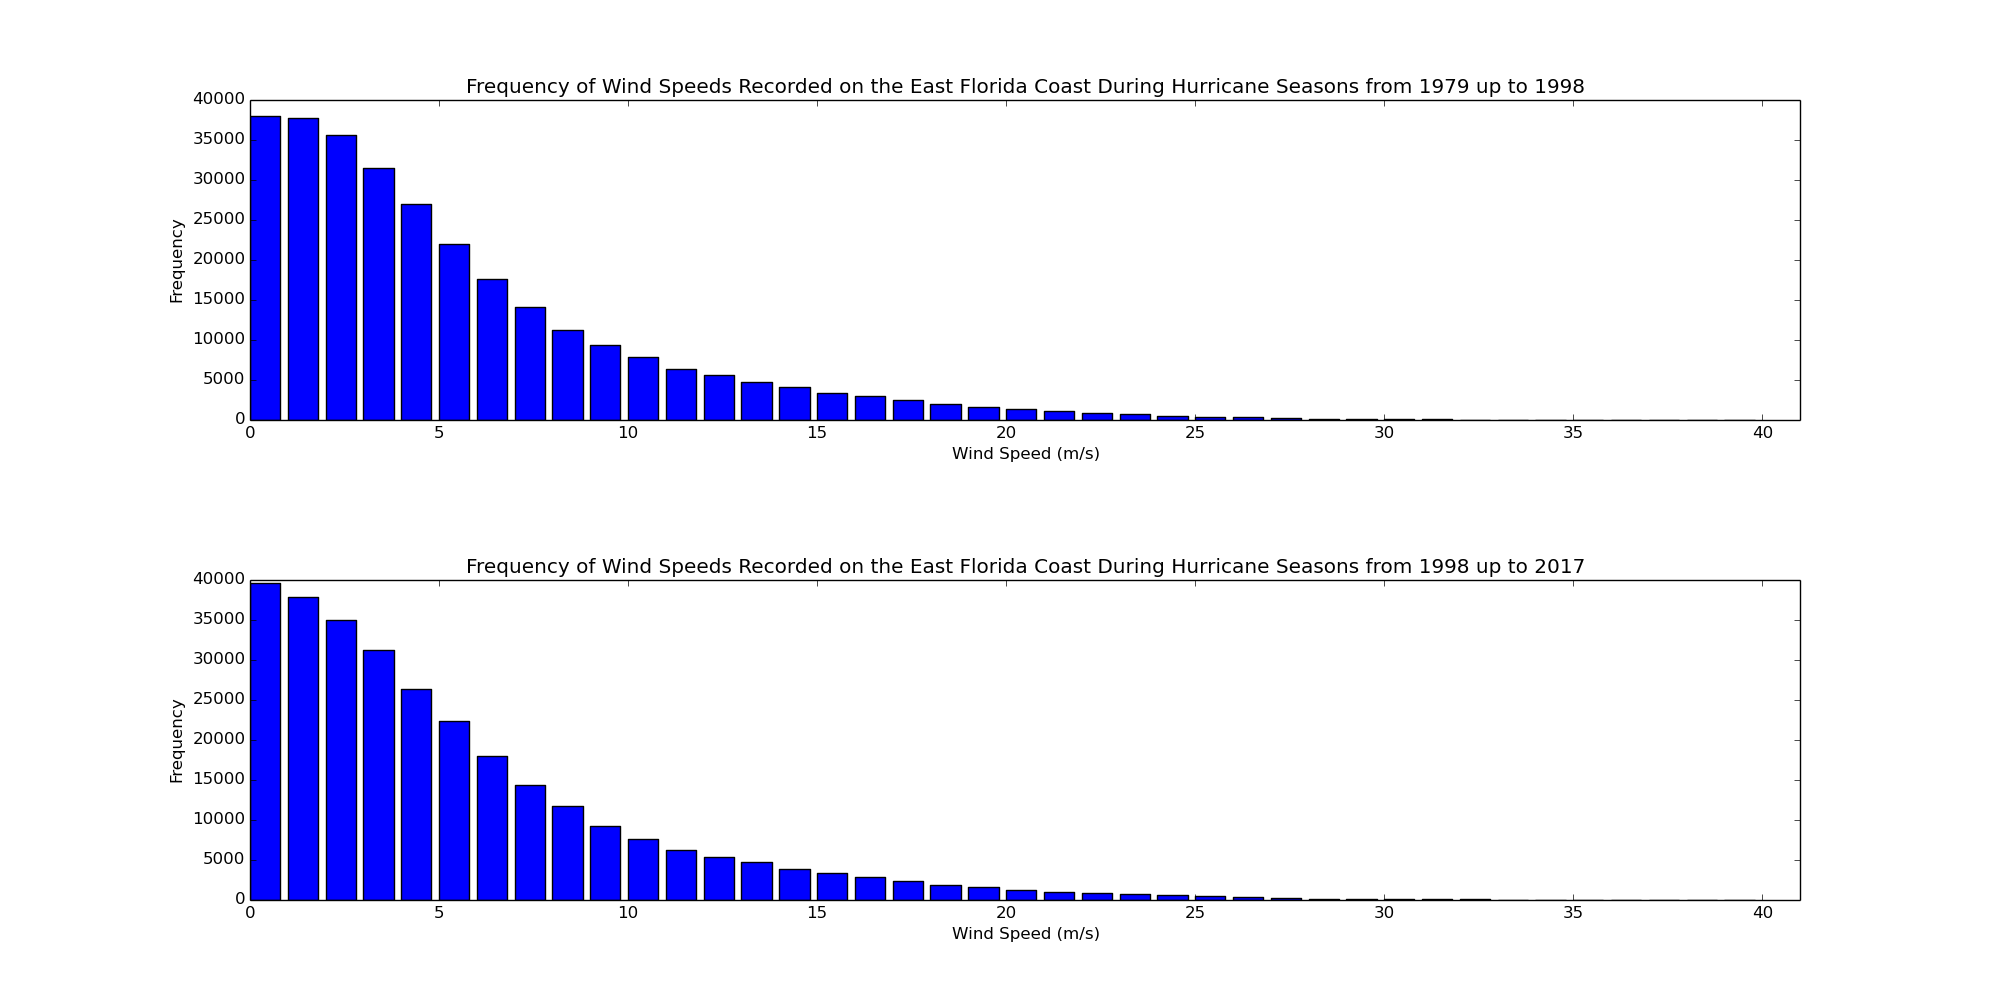 Frequency of Wind Speeds Recorded on the East Florida Coast During Hurricane Seasons from 1979 up to 1998
40000
35000
30000
25000
20000
15000
10000
5000
0
Frequency
0 5 10 15 20 25 30 35 40
Wind Speed (m/s)
Frequency of Wind Speeds Recorded on the East Florida Coast During Hurricane Seasons from 1998 up to 2017
40000
35000
30000
25000
20000
15000
10000
5000
0
Frequency
0 5 10 15 20 25 30 35 40
Wind Speed (m/s)